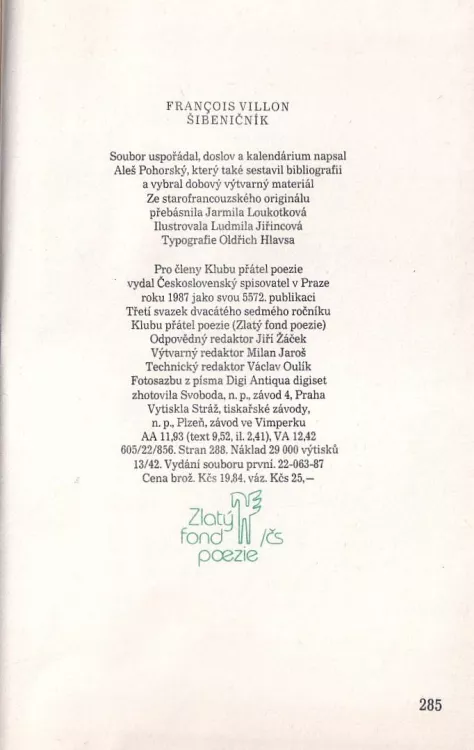 FRANÇOIS VILLON
ŠIBENIČNÍK
Soubor uspořádal, doslov a kalendárium napsal
Aleš Pohorský, který také sestavil bibliografii
a vybral dobový výtvarný materiál
Ze starofrancouzského originálu
přebásnila Jarmila Loukotková
Ilustrovala Ludmila Jiřincová
Typografie Oldřich Hlavsa
Pro členy Klubu přátel poezie
vydal Československý spisovatel v Praze
roku 1987 jako svou 5572. publikaci
Třetí svazek dvacátého sedmého ročníku
Klubu přátel poezie (Zlatý fond poezie)
Odpovědný redaktor Jiří Žáček
Výtvarný redaktor Milan Jaroš
Technický redaktor Václav Oulík
Fotosazbu z písma Digi Antiqua digiset
zhotovila Svoboda, n. p., závod 4, Praha
Vytiskla Stráž, tiskařské závody,
n. p., Plzeň, závod ve Vimperku
AA 11,93 (text 9,52, il. 2,41), VA 12,42
605/22/856. Stran 288. Náklad 29 000 výtisků
13/42. Vydání souboru první. 22-063-87
Cena brož. Kčs 19,84. váz. Kčs 25,—
Zlatý
fond /čs
poezie
285